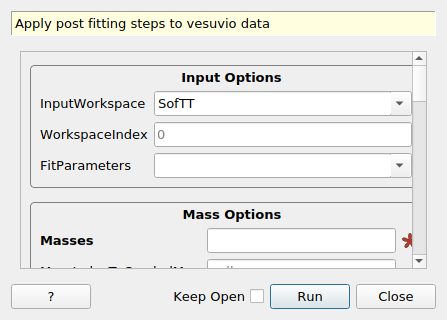 Apply post fitting steps to vesuvio data
Input Options
InputWorkspace SofTT
WorkspaceIndex 0
FitParameters
Mass Options
Masses
? Keep Open Run Close